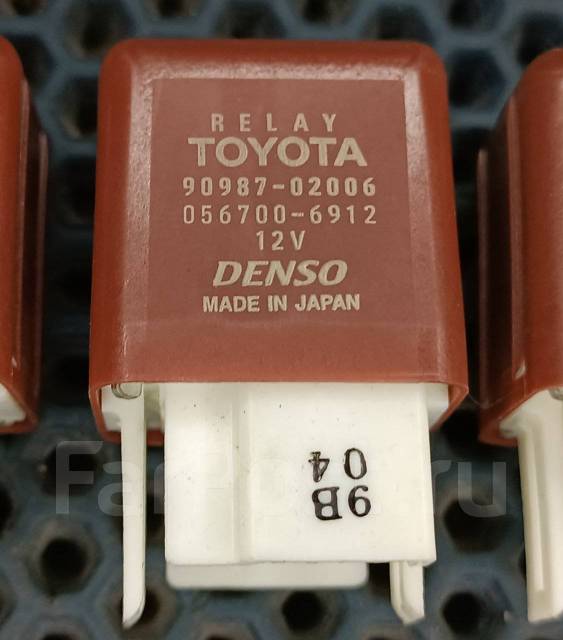 RELAY
TOYOTA
90987-02006
056700-6912
12V
DENSO
MADE IN JAPAN
9B
04